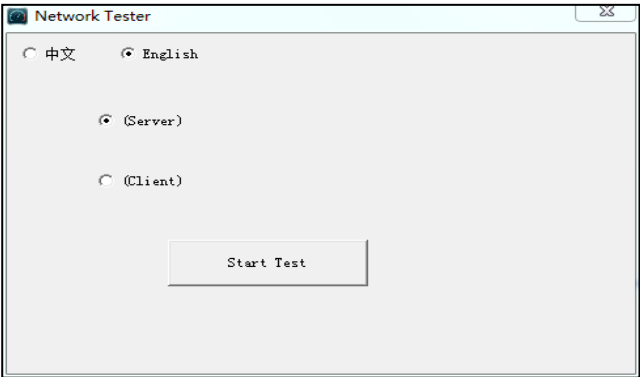 Network Tester
中文 English
(Server)
(Client)
Start Test